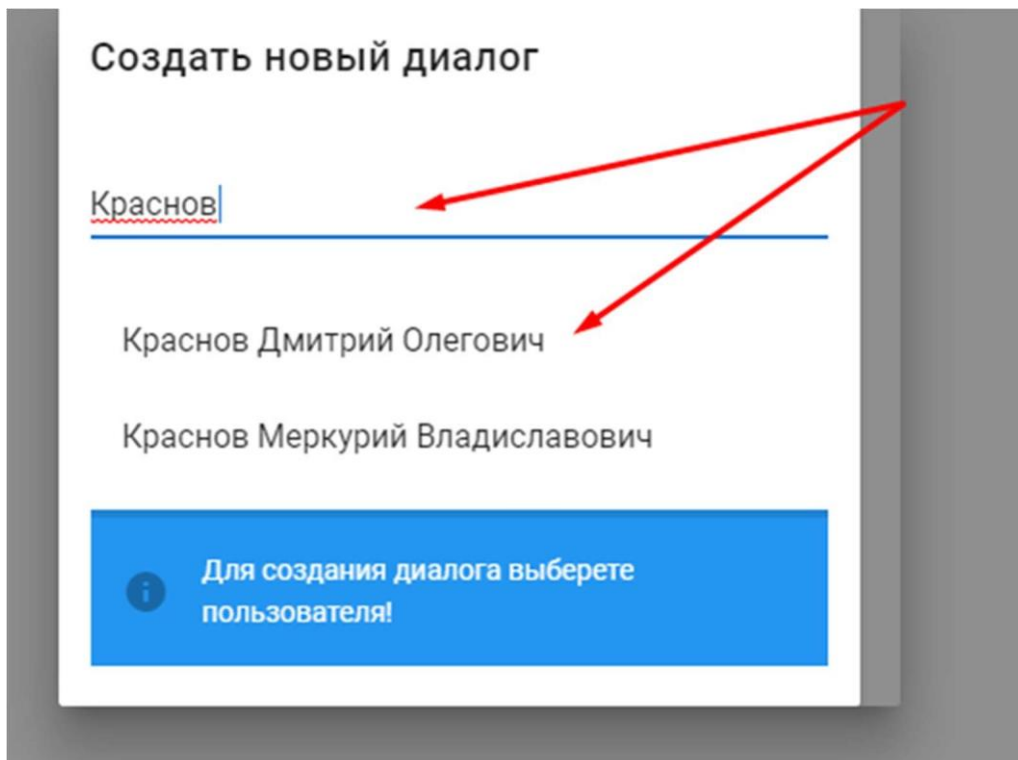 Создать новый диалог
Краснов
Краснов Дмитрий Олегович
Краснов Меркурий Владиславович
Для создания диалога выберете
пользователя!